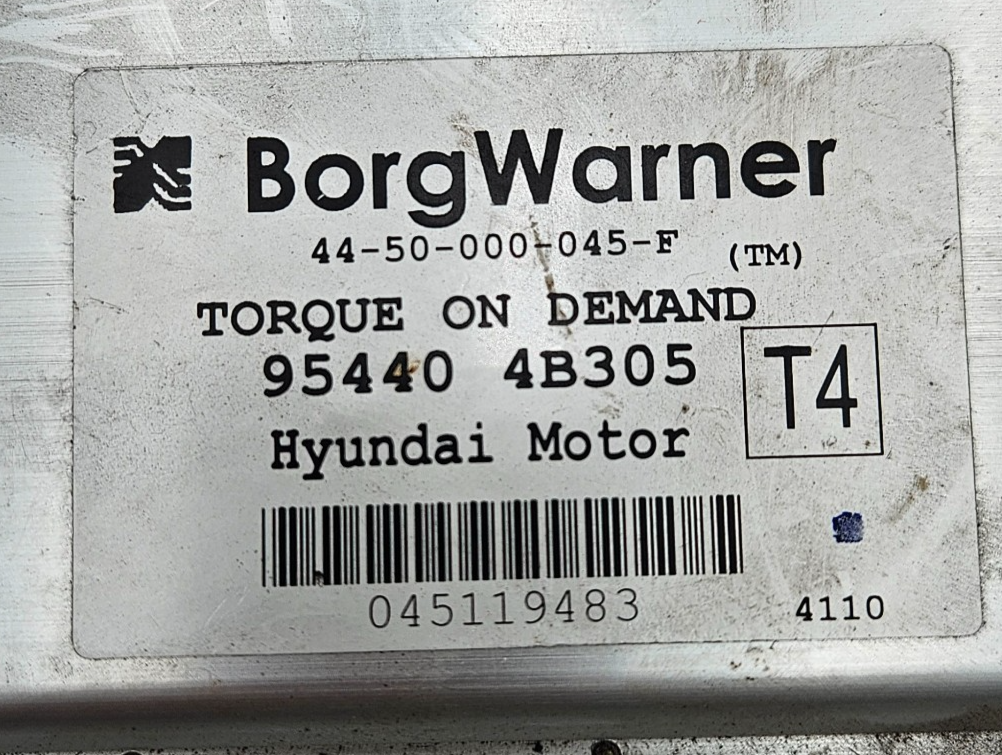 BorgWarner
44-50-000-045-F (TM)
TORQUE ON DEMAND
95440 4B305
T4
Hyundai Motor
045119483
4110